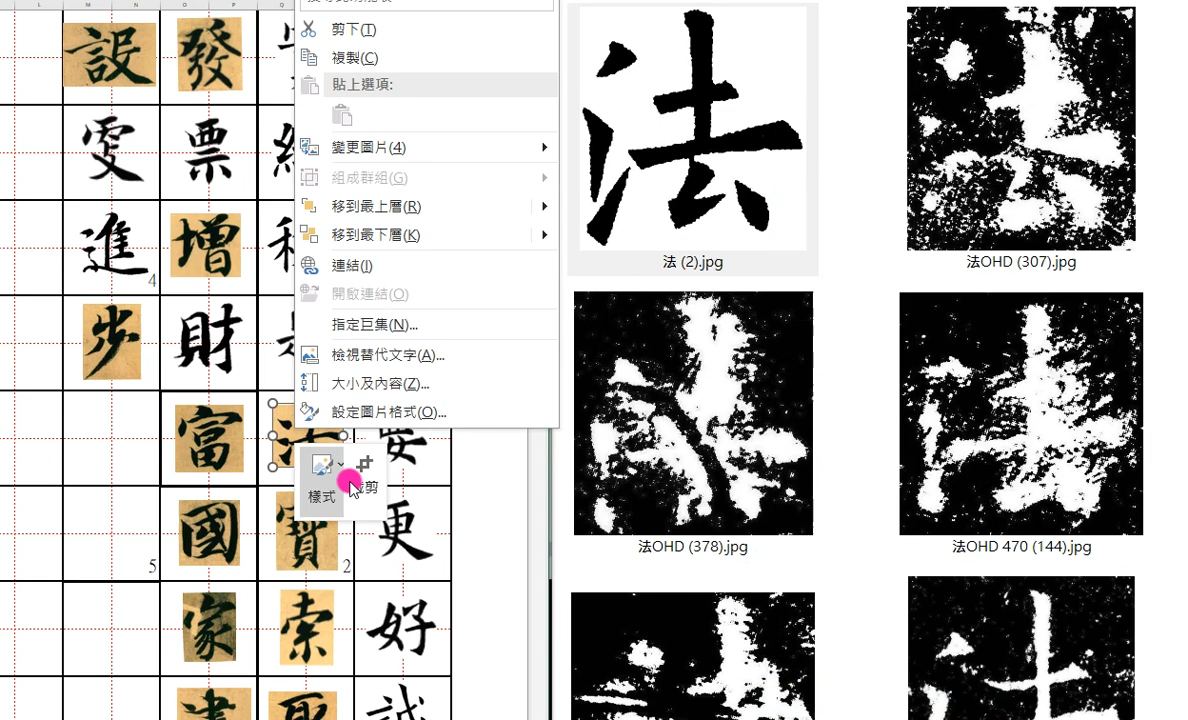 L M N O P Q
剪下(T)
複製(C)
貼上選項:
變更圖片(4)
組成群組(G)
移到最上層(R)
移到最下層(K)
連結(I)
開啟連結(O)
指定巨集(N)...
檢視替代文字(A)...
大小及內容(Z)...
設定圖片格式(O)...
樣式
剪
設 發
雯 票
進 增
4
步 財
富 法 要
國 寶 更
5 2
家 索 好
誠
法
法 (2).jpg
法OHD (307).jpg
法OHD (378).jpg
法OHD 470 (144).jpg